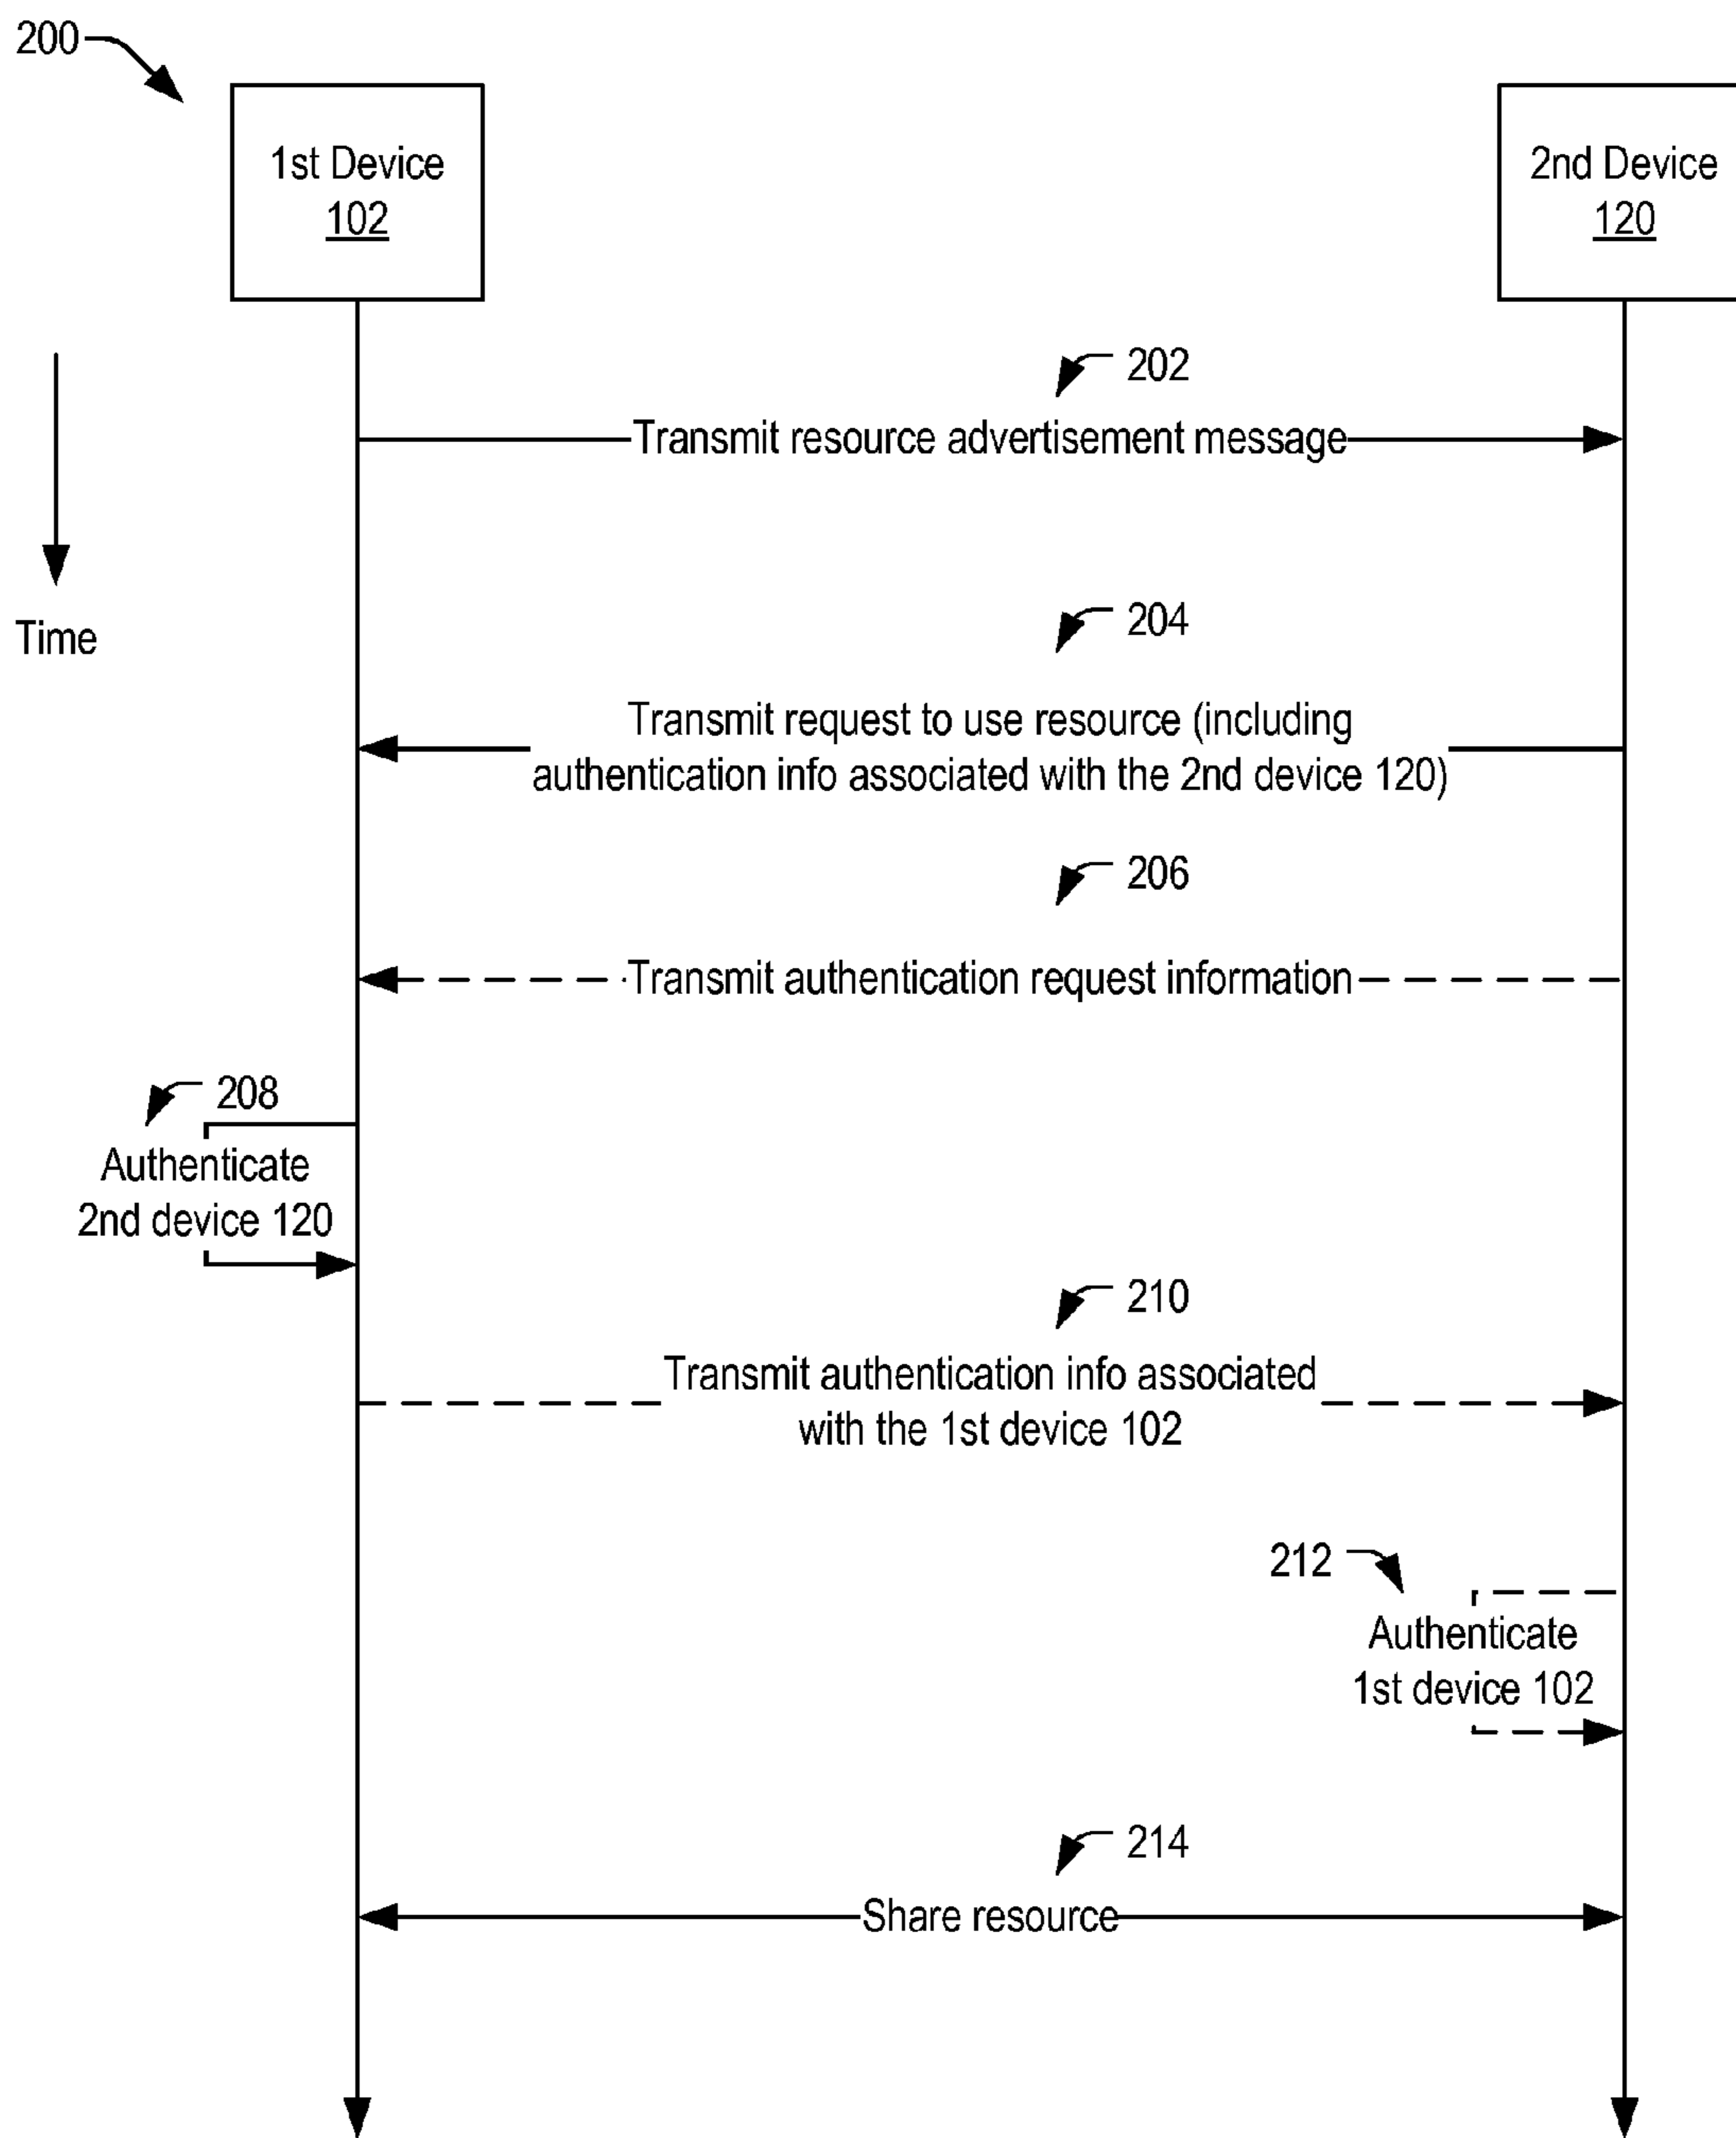 200
1st Device
102
2nd Device
120
202
Transmit resource advertisement message
Time
204
Transmit request to use resource (including
authentication info associated with the 2nd device 120)
206
Transmit authentication request information
208
Authenticate
2nd device 120
210
Transmit authentication info associated
with the 1st device 102
212
Authenticate
1st device 102
214
Share resource